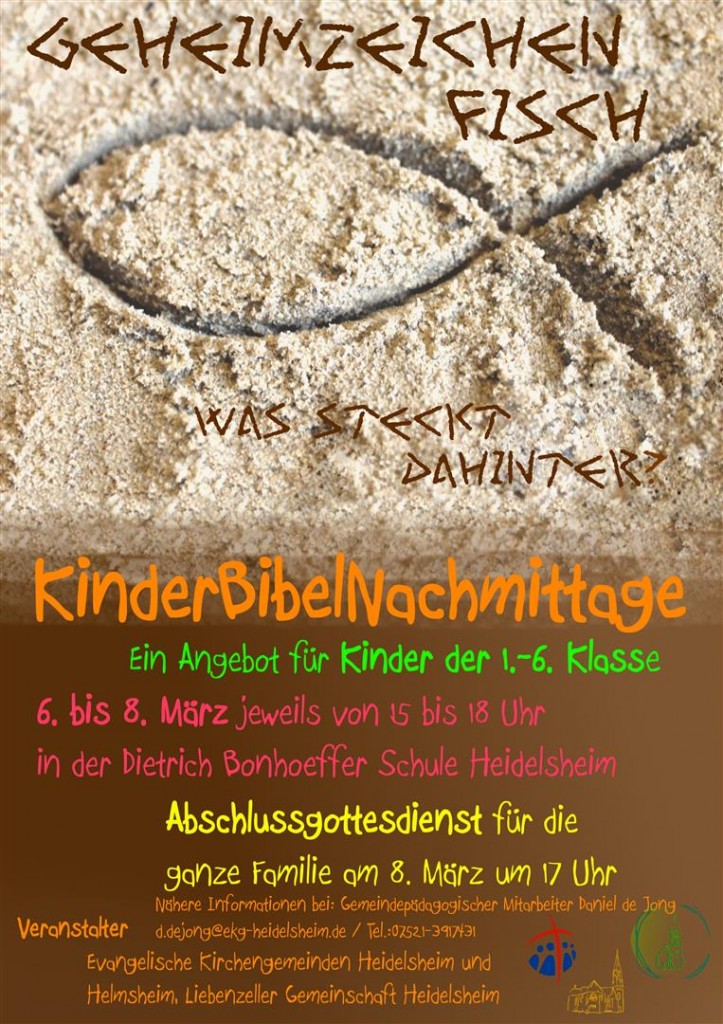 GEHEIMZEICHEN
FISCH
WAS STECKT
DAHINTER?
KinderBibelNachmittage
Ein Angebot für Kinder der 1.-6. Klasse
6. bis 8. März jeweils von 15 bis 18 Uhr
in der Dietrich Bonhoeffer Schule Heidelsheim
Abschlussgottesdienst für die
ganze Familie am 8. März um 17 Uhr
Nähere Informationen bei: Gemeindepädagogischer Mitarbeiter Daniel de Jong
Veranstalter d.dejong@ekg-heidelsheim.de / Tel.:07521-3917431
Evangelische Kirchengemeinden Heidelsheim und
Helmsheim, Liebenzeller Gemeinschaft Heidelsheim